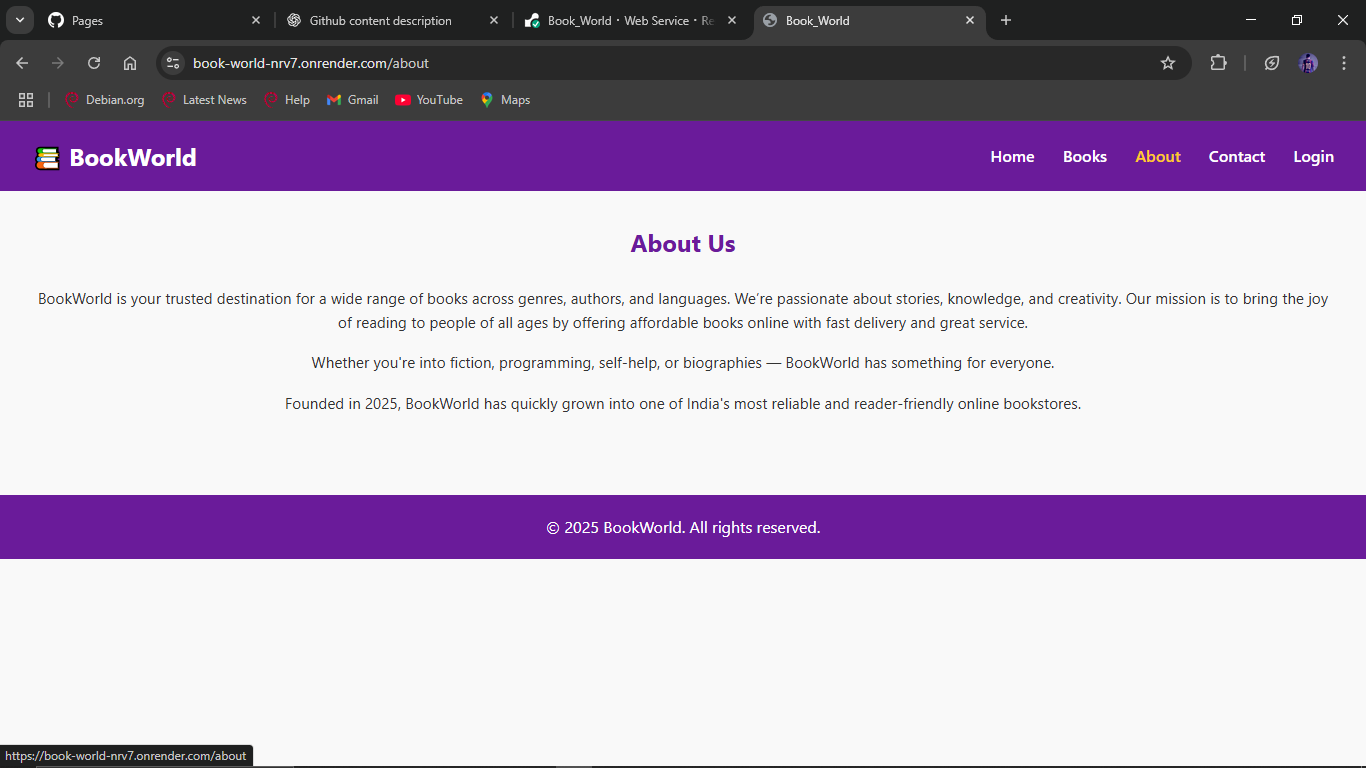 Pages
Github content description
Book_World · Web Service · Re
Book_World
book-world-nrv7.onrender.com/about
Debian.org
Latest News
Help
Gmail
YouTube
Maps
BookWorld
Home
Books
About
Contact
Login
About Us
BookWorld is your trusted destination for a wide range of books across genres, authors, and languages. We’re passionate about stories, knowledge, and creativity. Our mission is to bring the joy
of reading to people of all ages by offering affordable books online with fast delivery and great service.
Whether you're into fiction, programming, self-help, or biographies — BookWorld has something for everyone.
Founded in 2025, BookWorld has quickly grown into one of India's most reliable and reader-friendly online bookstores.
© 2025 BookWorld. All rights reserved.
https://book-world-nrv7.onrender.com/about